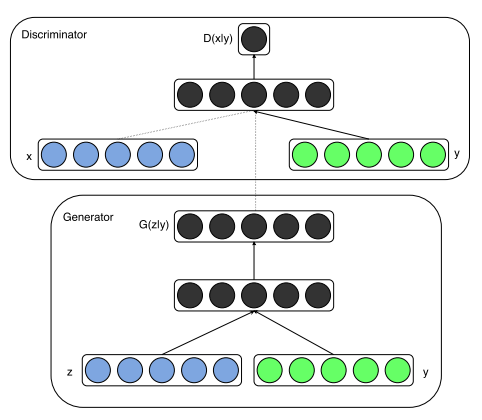 Discriminator
D(x|y)
x
y
Generator
G(z|y)
z
y